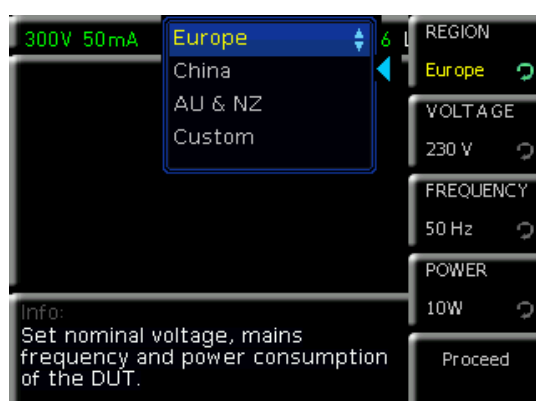 300V 50mA
6
Europe
China
AU & NZ
Custom
REGION
Europe
VOLTAGE
230 V
FREQUENCY
50 Hz
POWER
10W
Proceed
Info:
Set nominal voltage, mains
frequency and power consumption
of the DUT.